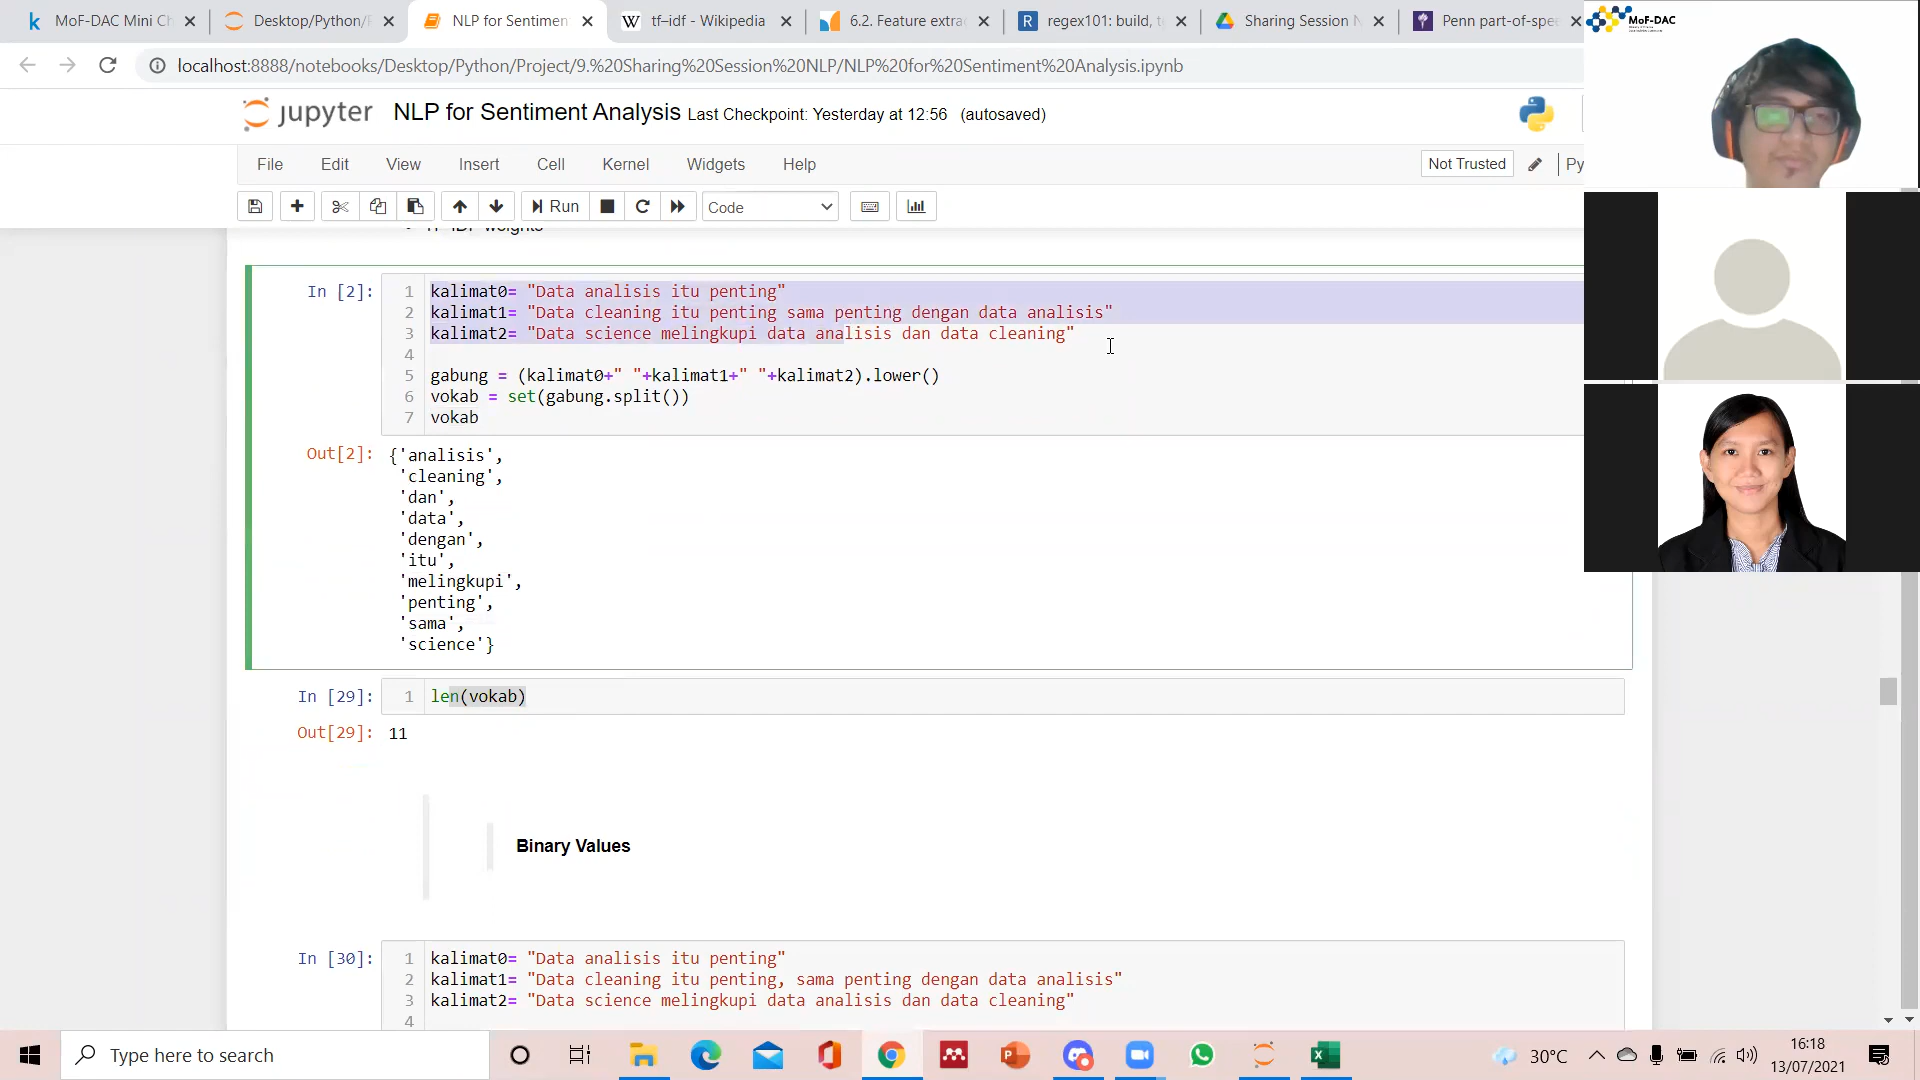 MoF-DAC Mini Ch
Desktop/Python/P
NLP for Sentimen
tf–idf - Wikipedia
6.2. Feature extra
regex101: build, te
Sharing Session N
Penn part-of-spe
MoF-DAC
localhost:8888/notebooks/Desktop/Python/Project/9.%20Sharing%20Session%20NLP/NLP%20for%20Sentiment%20Analysis.ipynb
jupyter NLP for Sentiment Analysis Last Checkpoint: Yesterday at 12:56 (autosaved)
File Edit View Insert Cell Kernel Widgets Help Not Trusted Py
Run Code
TF-IDF weights
In [2]:
1 kalimat0= "Data analisis itu penting"
2 kalimat1= "Data cleaning itu penting sama penting dengan data analisis"
3 kalimat2= "Data science melingkupi data analisis dan data cleaning"
4
5 gabung = (kalimat0+" "+kalimat1+" "+kalimat2).lower()
6 vokab = set(gabung.split())
7 vokab
Out[2]: {'analisis',
'cleaning',
'dan',
'data',
'dengan',
'itu',
'melingkupi',
'penting',
'sama',
'science'}
In [29]: 1 len(vokab)
Out[29]: 11
Binary Values
In [30]:
1 kalimat0= "Data analisis itu penting"
2 kalimat1= "Data cleaning itu penting, sama penting dengan data analisis"
3 kalimat2= "Data science melingkupi data analisis dan data cleaning"
4
Type here to search
30°C
16:18
13/07/2021